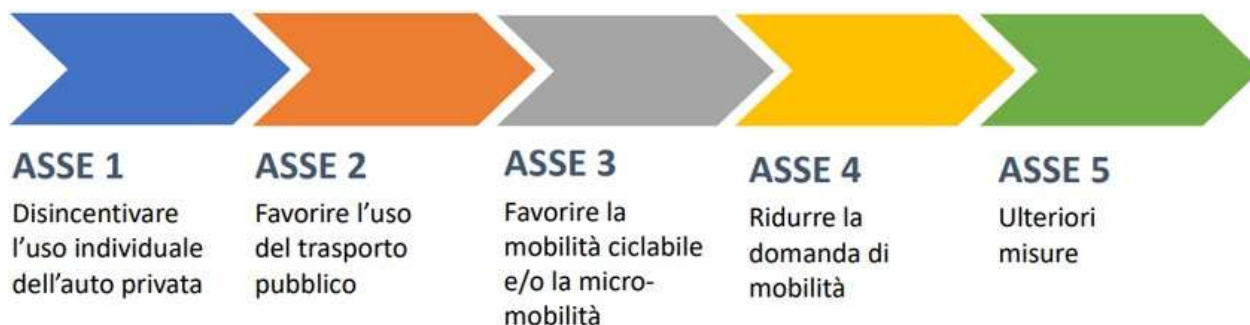 ASSE 1
Disincentivare
l’uso individuale
dell’auto privata
ASSE 2
Favorire l’uso
del trasporto
pubblico
ASSE 3
Favorire la
mobilità ciclabile
e/o la micro-
mobilità
ASSE 4
Ridurre la
domanda di
mobilità
ASSE 5
Ulteriori
misure